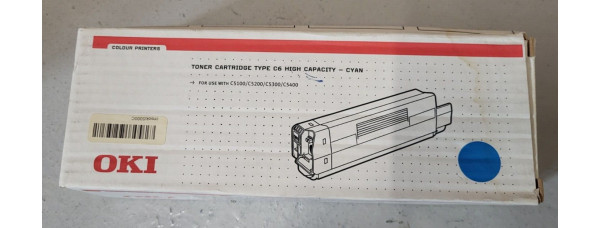 COLOUR PRINTERS
TONER CARTRIDGE TYPE C6 HIGH CAPACITY – CYAN
→ FOR USE WITH C5100/C5200/C5300/C5400
OKI